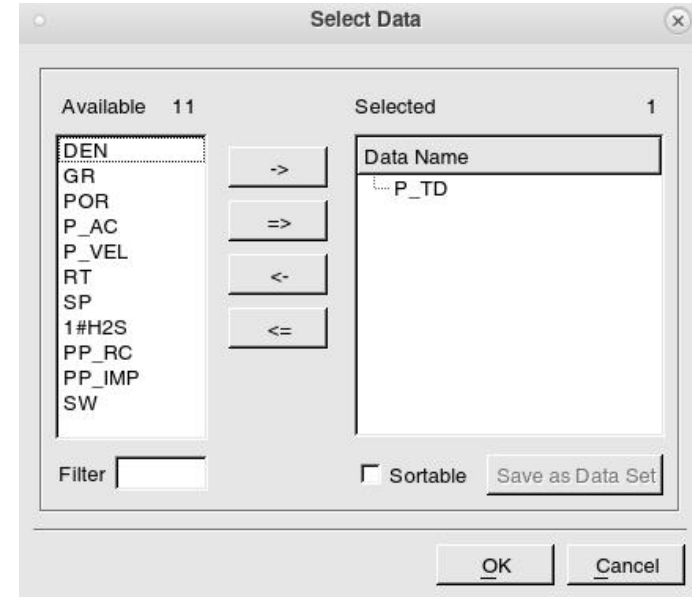 Select Data
Available 11
Selected 1
DEN
GR
POR
P_AC
P_VEL
RT
SP
1#H2S
PP_RC
PP_IMP
SW
->
=>
<-
<=
Data Name
P_TD
Filter
Sortable
Save as Data Set
OK
Cancel